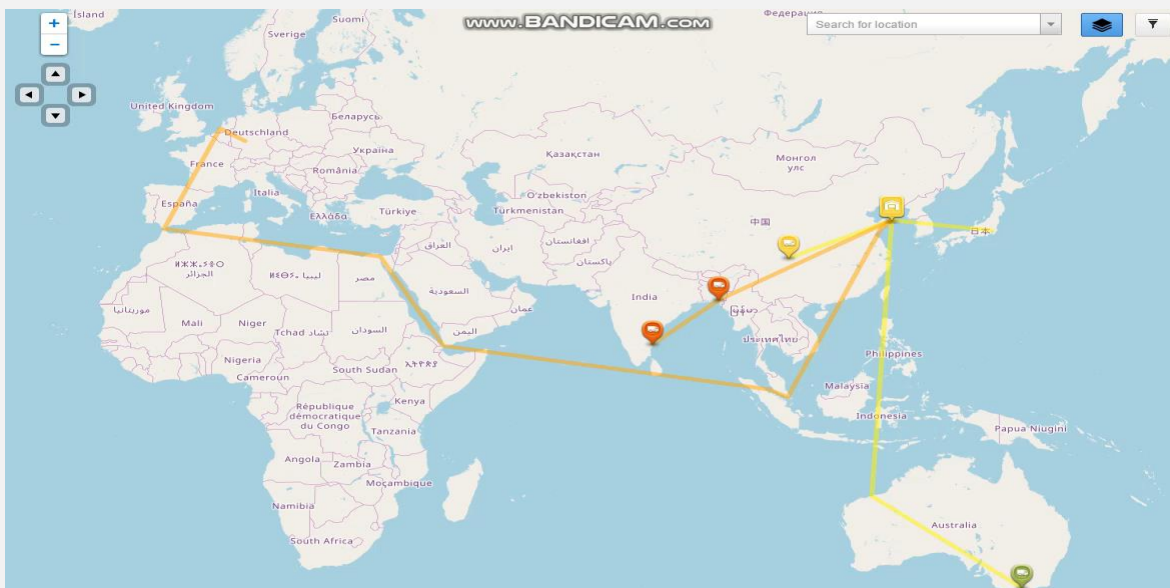 Ísland
Suomi
www.BANDICAM.com
Федерация
Search for location
Sverige
+
−
United Kingdom
Беларусь
Deutschland
Україна
Қазақстан
Монгол
улс
France
România
Italia
O'zbekiston
España
Ελλάδα
Türkiye
Türkmenistan
中国
日本
العراق
ایران
افغانستان
پاکستان
ⵍⵣⵣⴰⵢⴻⵔ
الجزائر
ⵍⵉⴱⵢⴰ ليبيا
مصر
السعودية
India
موريتانيا
عمان
မြန်မာ
Mali
Niger
Tchad تشاد
السودان
اليمن
ประเทศไทย
Philippines
Nigeria
South Sudan
ኢትዮጵያ
Cameroun
Malaysia
Kenya
République
démocratique
du Congo
Indonesia
Tanzania
Papua Niugini
Angola
Zambia
Moçambique
Namibia
Australia
South Africa